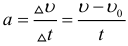 a = △υ / △t = υ − υ₀ / t